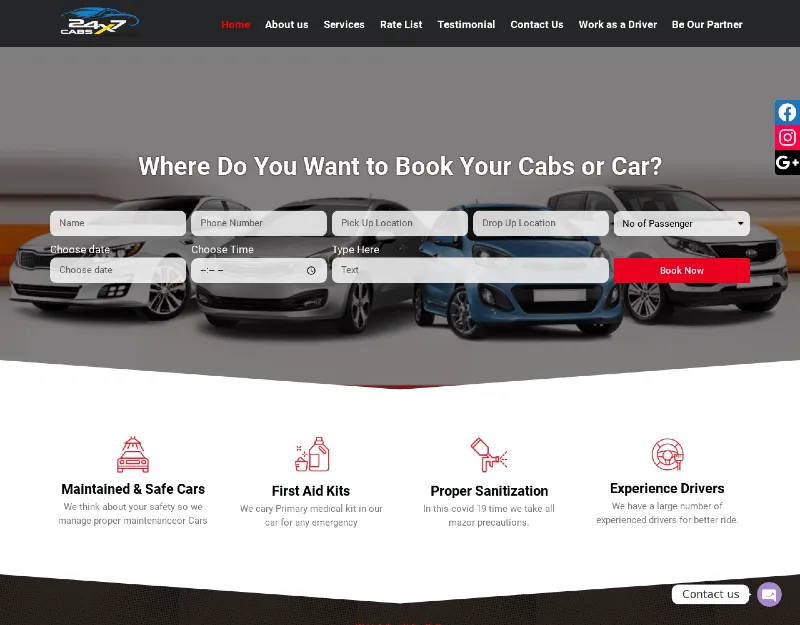 24x7
CABS
Home About us Services Rate List Testimonial Contact Us Work as a Driver Be Our Partner
Where Do You Want to Book Your Cabs or Car?
Name Phone Number Pick Up Location Drop Up Location No of Passenger
Choose date Choose Time Type Here
Choose date --:-- -- Text Book Now
Maintained & Safe Cars
We think about your safety so we
manage proper maintenanceor Cars
First Aid Kits
We cary Primary medical kit in our
car for any emergency
Proper Sanitization
In this covid-19 time we take all
mazor precautions.
Experience Drivers
We have a large number of
experienced drivers for better ride.
Contact us